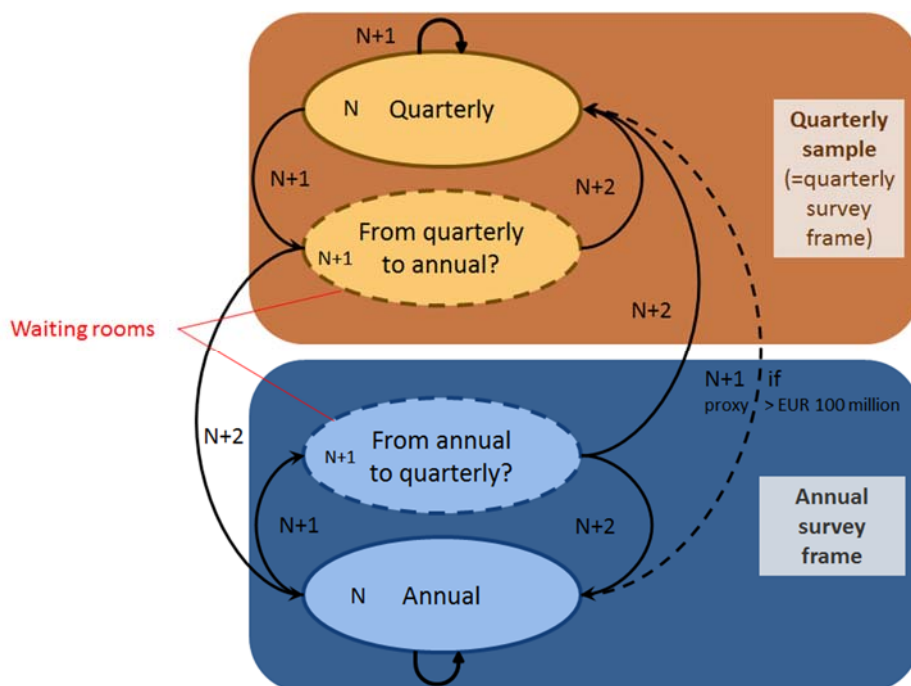 N+1
N Quarterly
Quarterly
sample
(=quarterly
survey
frame)
N+1
N+2
From quarterly
N+1 to annual?
N+2
Waiting rooms
N+1 if
proxy > EUR 100 million
N+2
From annual
N+1 to quarterly?
N+1
N+2
Annual
survey
frame
N Annual